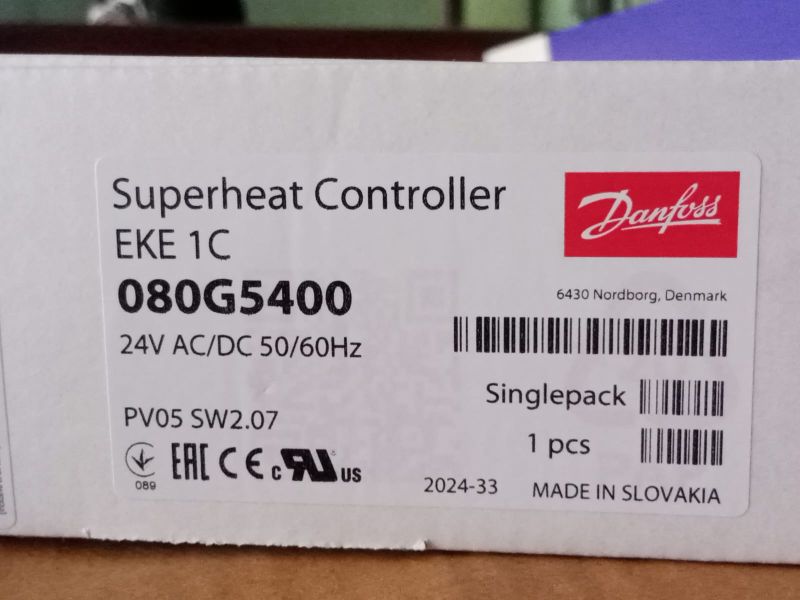 Superheat Controller
EKE 1C
080G5400
24V AC/DC 50/60Hz
PV05 SW2.07
089
EAC CE c RU US
Danfoss
6430 Nordborg, Denmark
Singlepack
1 pcs
2024-33
MADE IN SLOVAKIA